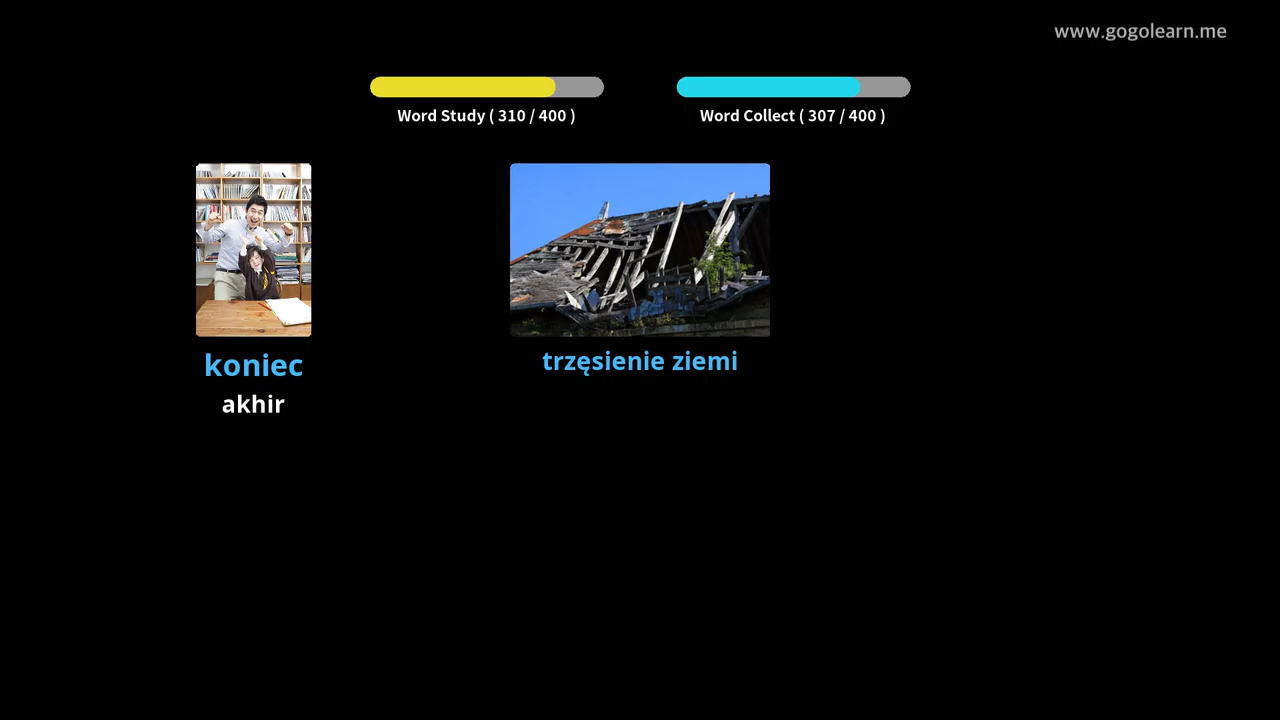 www.gogolearn.me
Word Study ( 310 / 400 )
Word Collect ( 307 / 400 )
koniec
akhir
trzęsienie ziemi